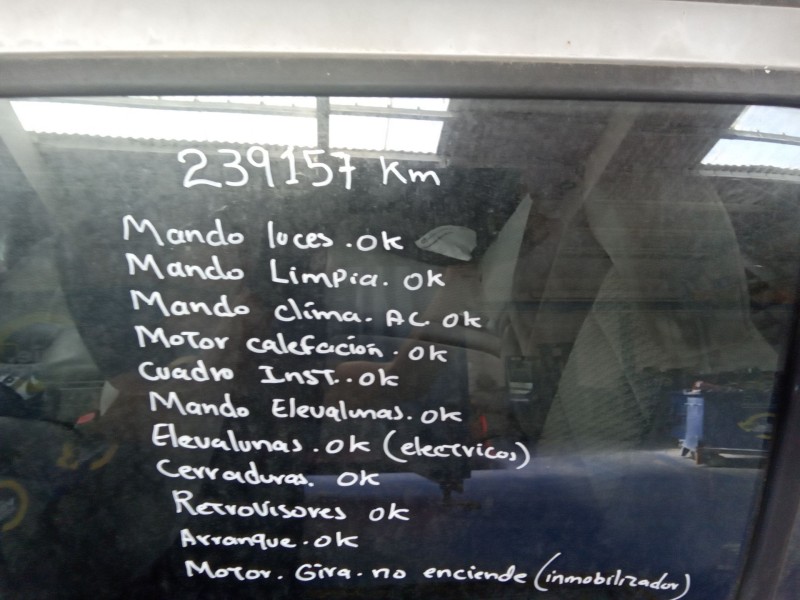 239157 Km
Mando luces. OK
Mando Limpia. OK
Mando clima. AC OK
Motor calefación. OK
Cuadro Inst.. OK
Mando Elevalunas. OK
Elevalunas. OK (electricos)
Cerraduras. OK
Retrovisores OK
Arranque. OK
Motor. Gira. no enciende (inmobilizador)